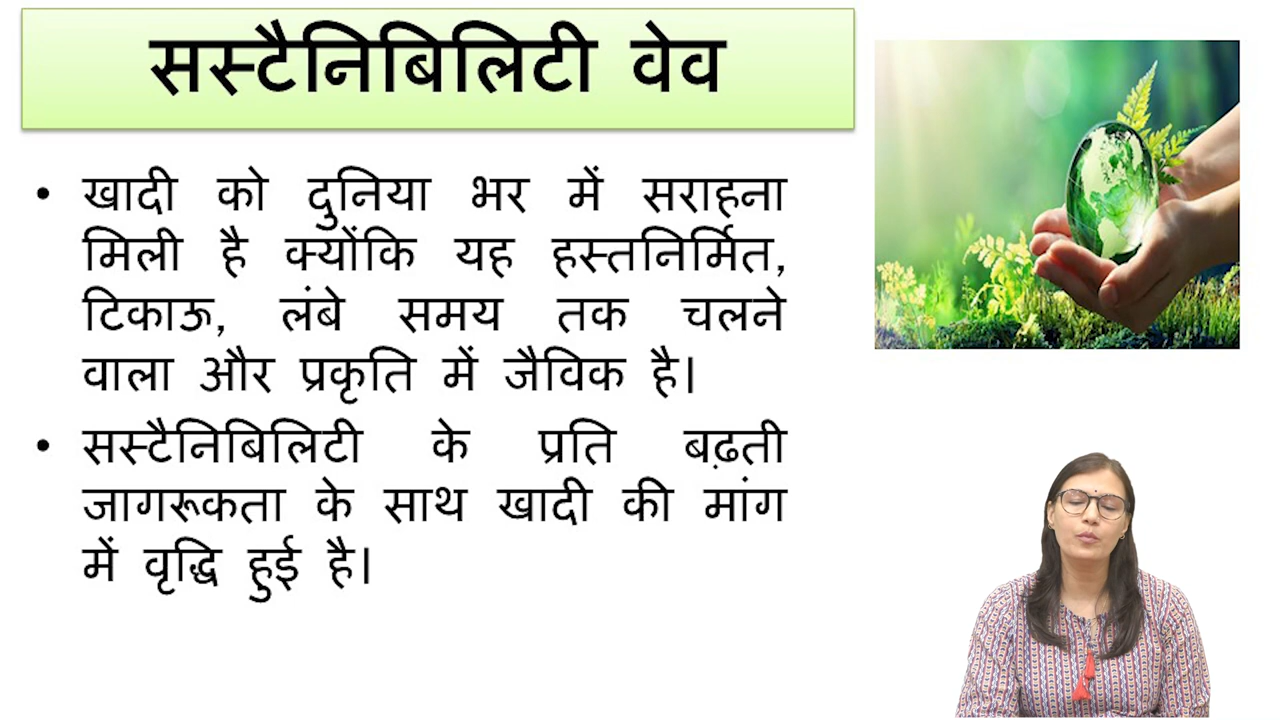 सस्टैनिबिलिटी वेव
• खादी को दुनिया भर में सराहना
मिली है क्योंकि यह हस्तनिर्मित,
टिकाऊ, लंबे समय तक चलने
वाला और प्रकृति में जैविक है।
• सस्टैनिबिलिटी के प्रति बढ़ती
जागरूकता के साथ खादी की मांग
में वृद्धि हुई है।